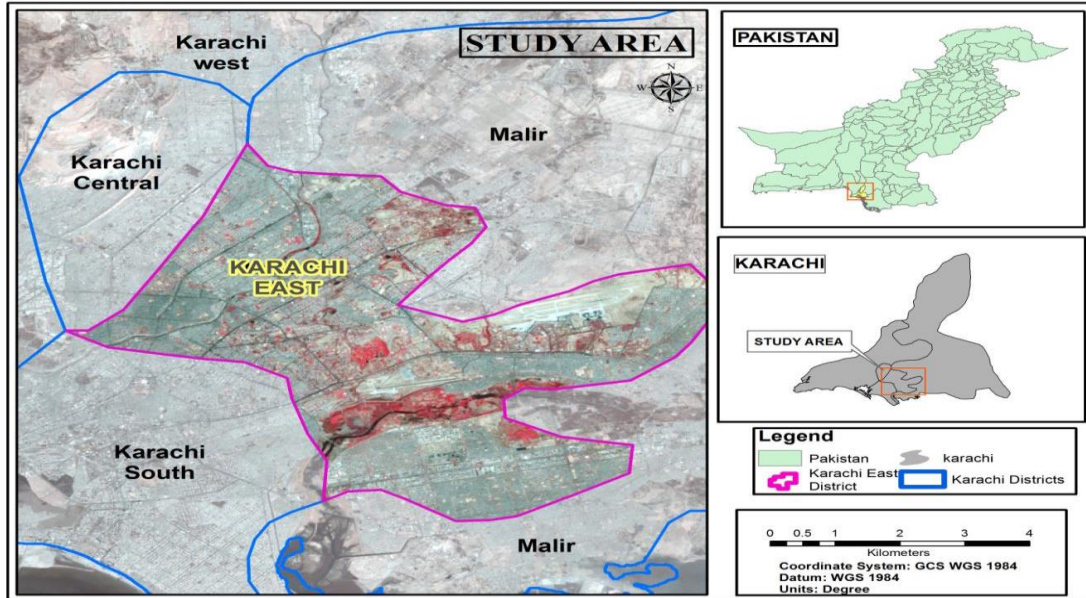 STUDY AREA
N
W E
S
Karachi
west
Malir
Karachi
Central
KARACHI
EAST
Karachi
South
Malir
PAKISTAN
KARACHI
STUDY AREA
Legend
Pakistan
karachi
Karachi East
District
Karachi Districts
0 0.5 1 2 3 4
Kilometers
Coordinate System: GCS WGS 1984
Datum: WGS 1984
Units: Degree